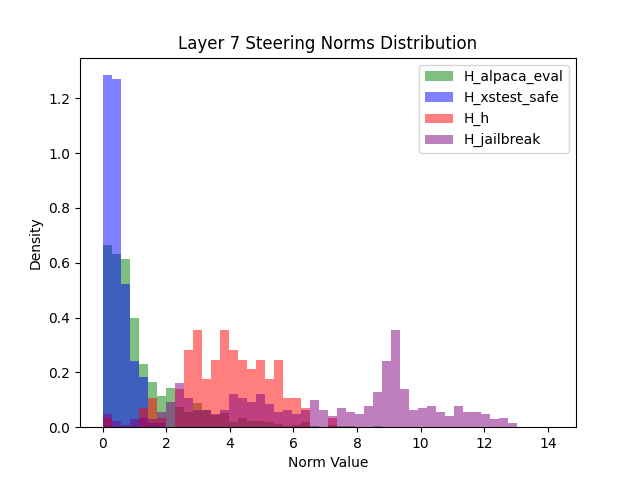 Layer 7 Steering Norms Distribution
H_alpaca_eval
H_xstest_safe
H_h
H_jailbreak
Density
1.2
1.0
0.8
0.6
0.4
0.2
0.0
0 2 4 6 8 10 12 14
Norm Value